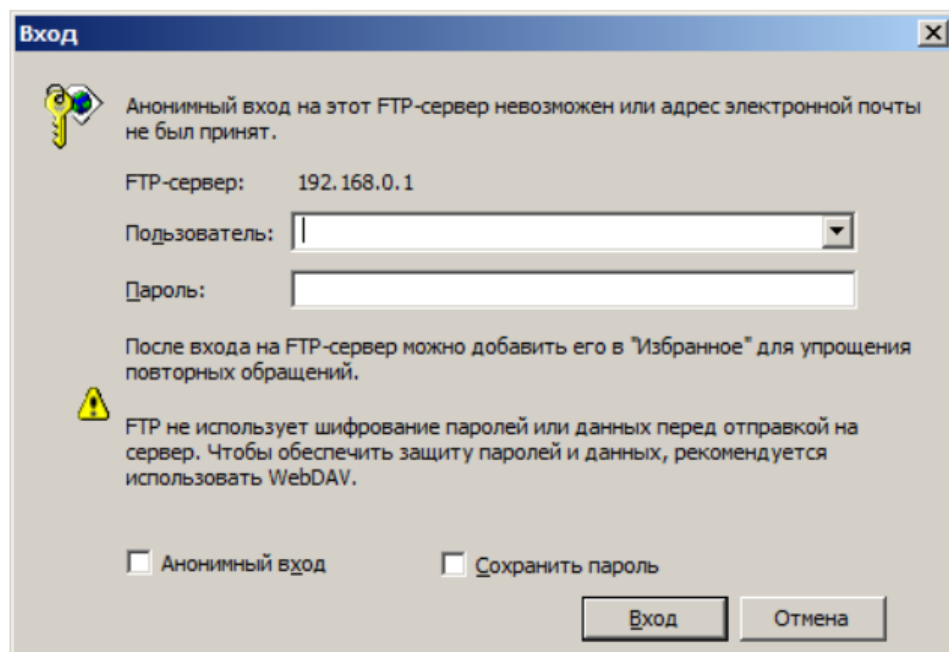 Вход
Анонимный вход на этот FTP-сервер невозможен или адрес электронной почты
не был принят.
FTP-сервер: 192.168.0.1
Пользователь:
Пароль:
После входа на FTP-сервер можно добавить его в "Избранное" для упрощения
повторных обращений.
FTP не использует шифрование паролей или данных перед отправкой на
сервер. Чтобы обеспечить защиту паролей и данных, рекомендуется
использовать WebDAV.
Анонимный вход Сохранить пароль
Вход Отмена